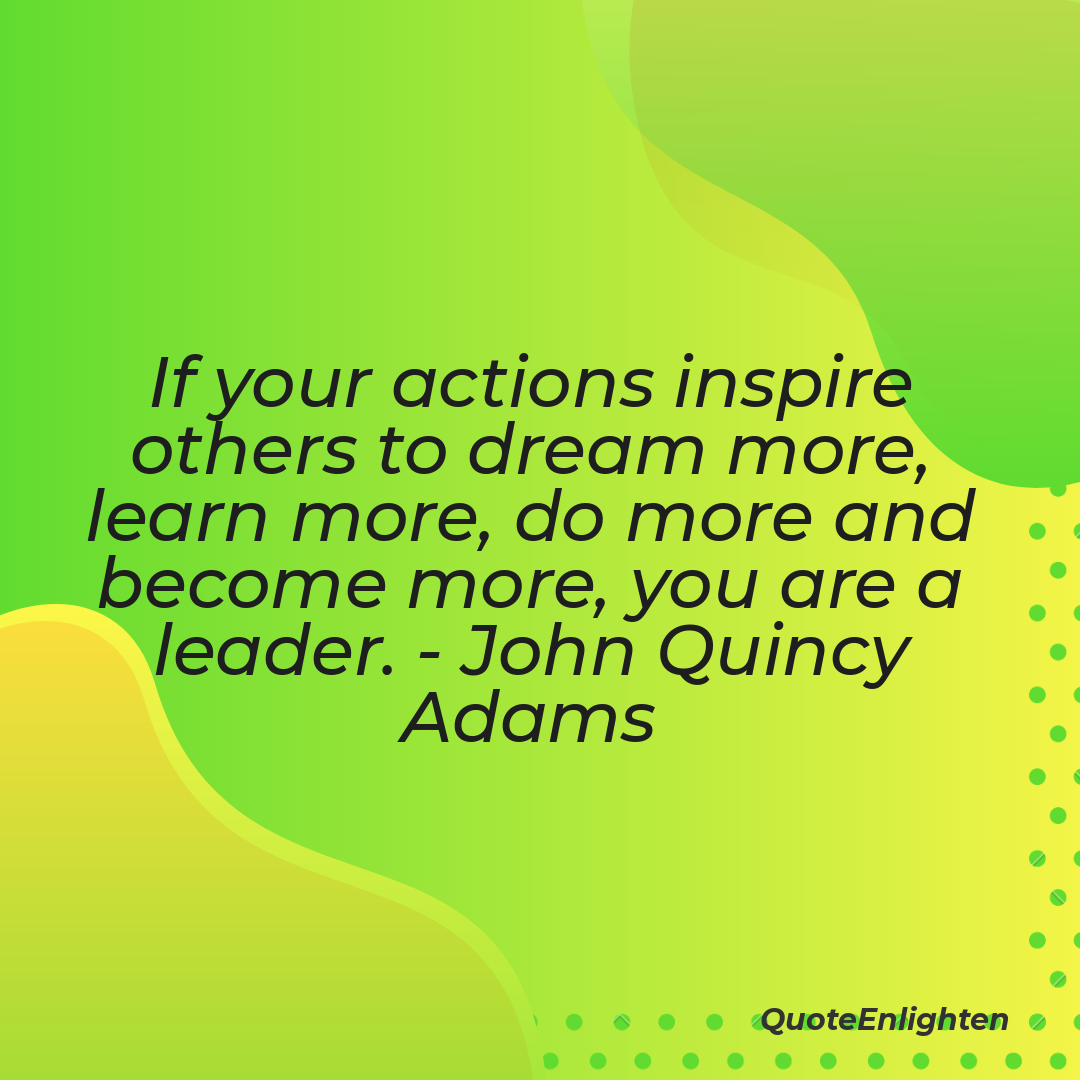 If your actions inspire
others to dream more,
learn more, do more and
become more, you are a
leader. - John Quincy
Adams
QuoteEnlighten